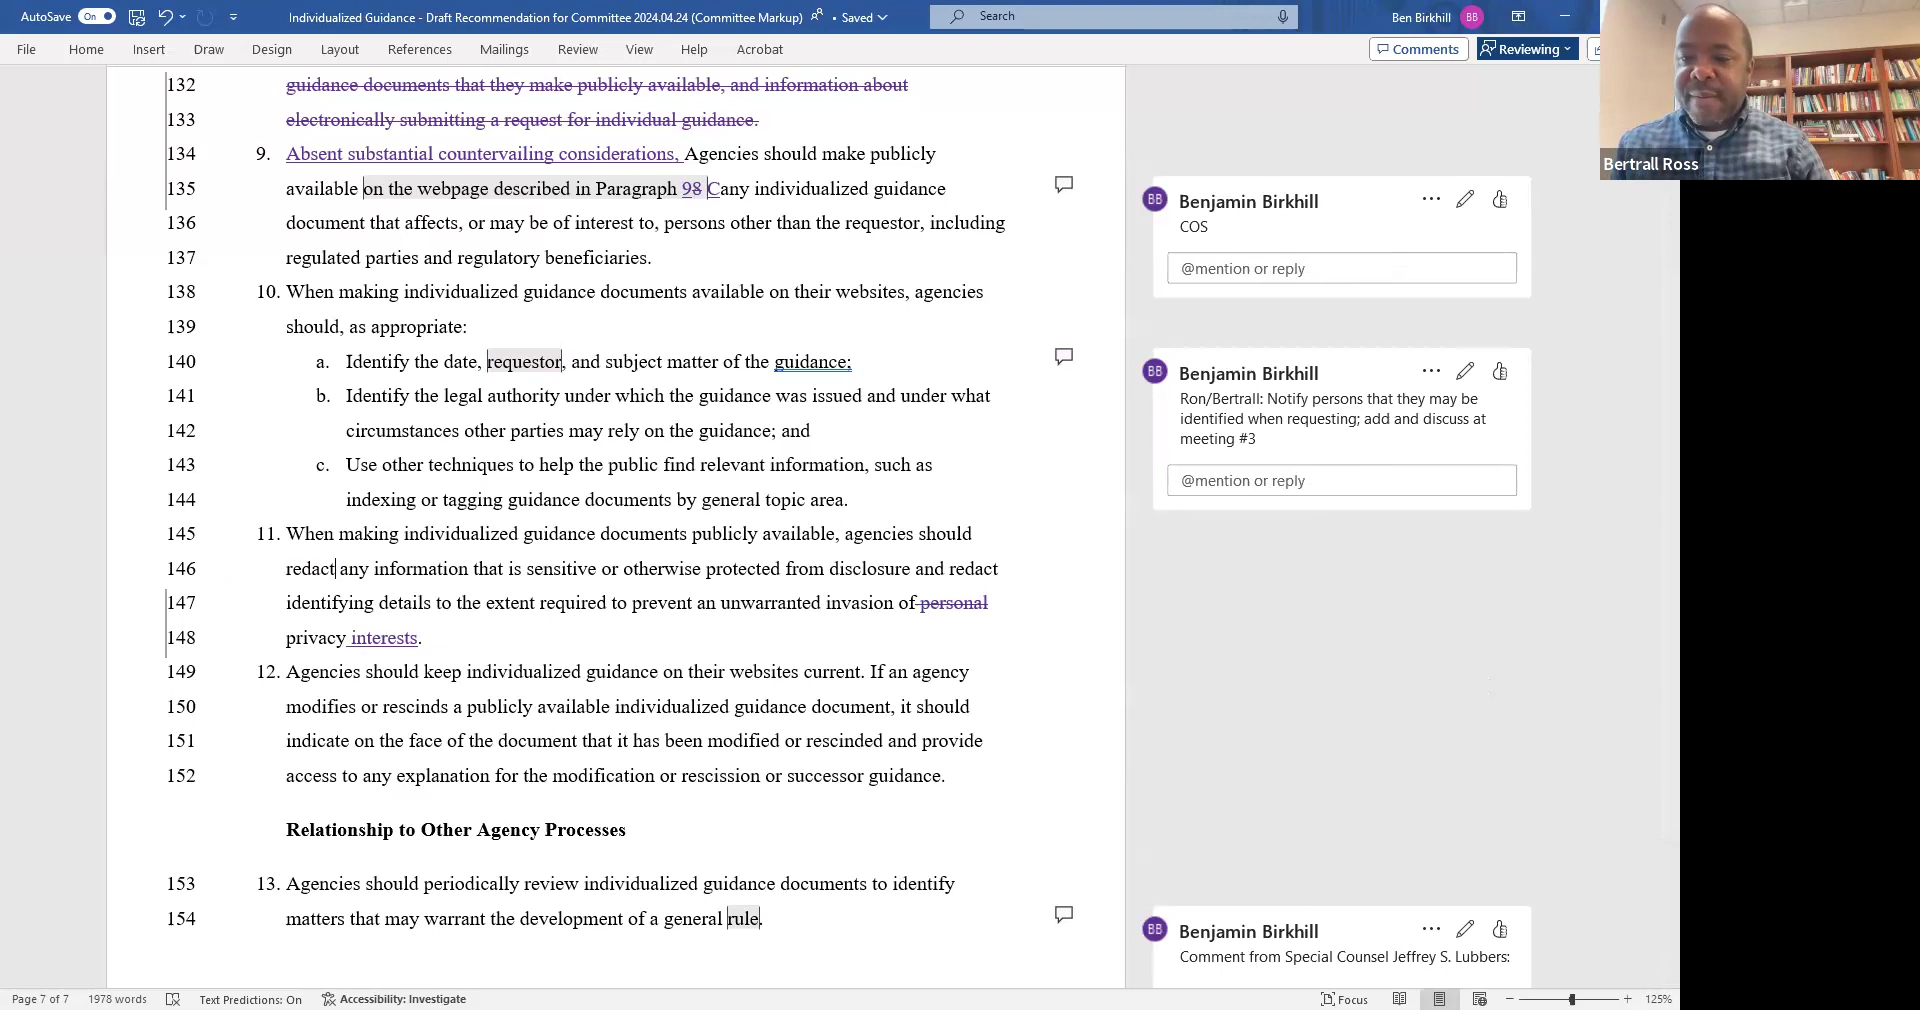 AutoSave On Individualized Guidance - Draft Recommendation for Committee 2024.04.24 (Committee Markup) • Saved Search Ben Birkhill BB
File Home Insert Draw Design Layout References Mailings Review View Help Acrobat Comments Reviewing
132 guidance documents that they make publicly available, and information about
133 electronically submitting a request for individual guidance.
134 9. Absent substantial countervailing considerations, Agencies should make publicly
135 available on the webpage described in Paragraph 98 Cany individualized guidance
136 document that affects, or may be of interest to, persons other than the requestor, including
137 regulated parties and regulatory beneficiaries.
138 10. When making individualized guidance documents available on their websites, agencies
139 should, as appropriate:
140 a. Identify the date, requestor, and subject matter of the guidance;
141 b. Identify the legal authority under which the guidance was issued and under what
142 circumstances other parties may rely on the guidance; and
143 c. Use other techniques to help the public find relevant information, such as
144 indexing or tagging guidance documents by general topic area.
145 11. When making individualized guidance documents publicly available, agencies should
146 redact any information that is sensitive or otherwise protected from disclosure and redact
147 identifying details to the extent required to prevent an unwarranted invasion of personal
148 privacy interests.
149 12. Agencies should keep individualized guidance on their websites current. If an agency
150 modifies or rescinds a publicly available individualized guidance document, it should
151 indicate on the face of the document that it has been modified or rescinded and provide
152 access to any explanation for the modification or rescission or successor guidance.
Relationship to Other Agency Processes
153 13. Agencies should periodically review individualized guidance documents to identify
154 matters that may warrant the development of a general rule.
BB Benjamin Birkhill
COS
@mention or reply
BB Benjamin Birkhill
Ron/Bertrall: Notify persons that they may be
identified when requesting; add and discuss at
meeting #3
@mention or reply
BB Benjamin Birkhill
Comment from Special Counsel Jeffrey S. Lubbers:
Bertrall Ross
Page 7 of 7 1978 words Text Predictions: On Accessibility: Investigate Focus 125%